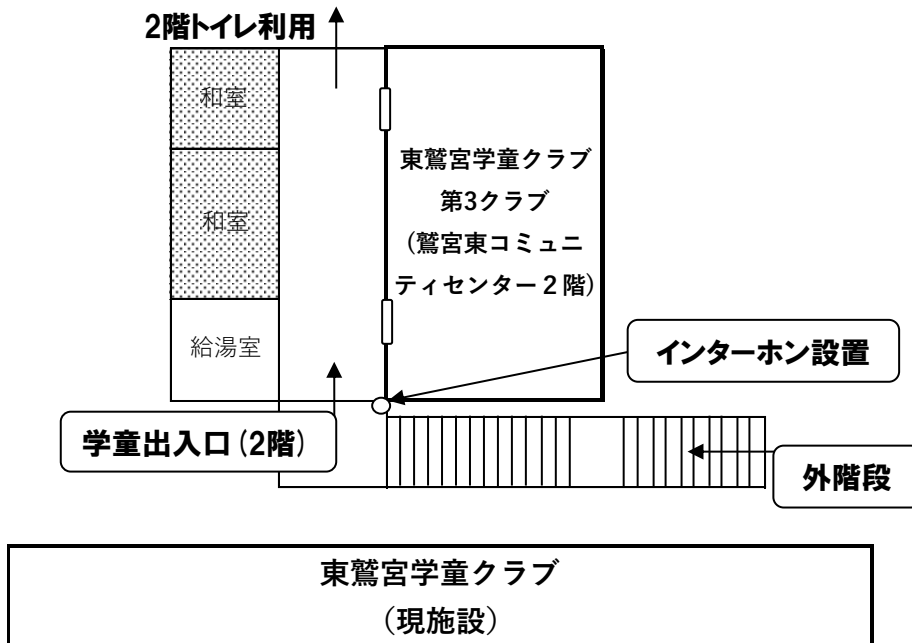 2階トイレ利用
和室
東鷲宮学童クラブ
第3クラブ
(鷲宮東コミュニ
ティセンター２階)
和室
給湯室
インターホン設置
学童出入口(2階)
外階段
東鷲宮学童クラブ
(現施設)